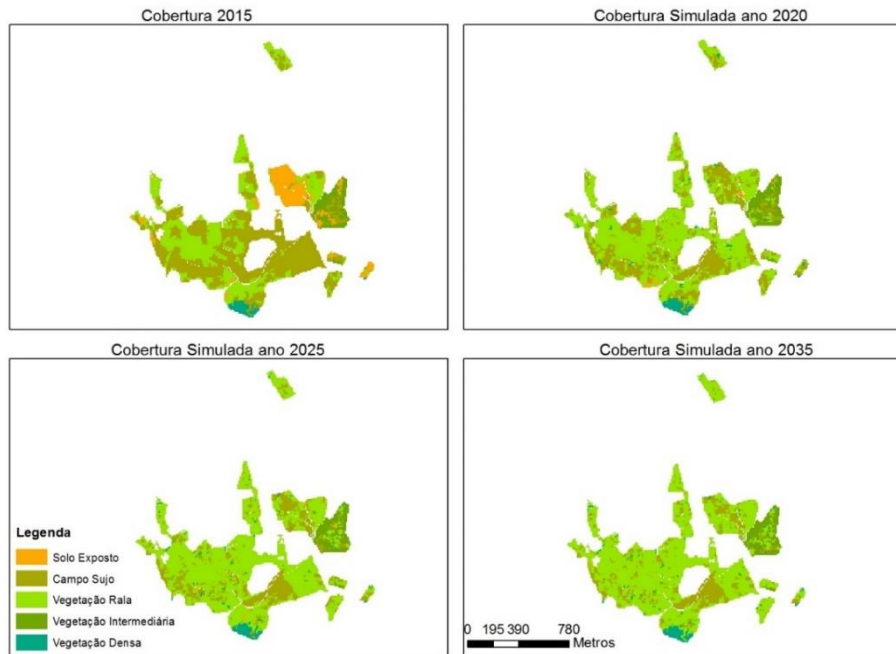 Cobertura 2015
Cobertura Simulada ano 2020
Cobertura Simulada ano 2025
Cobertura Simulada ano 2035
Legenda
Solo Exposto
Campo Sujo
Vegetação Rala
Vegetação Intermediária
Vegetação Densa
0 195 390 780
Metros